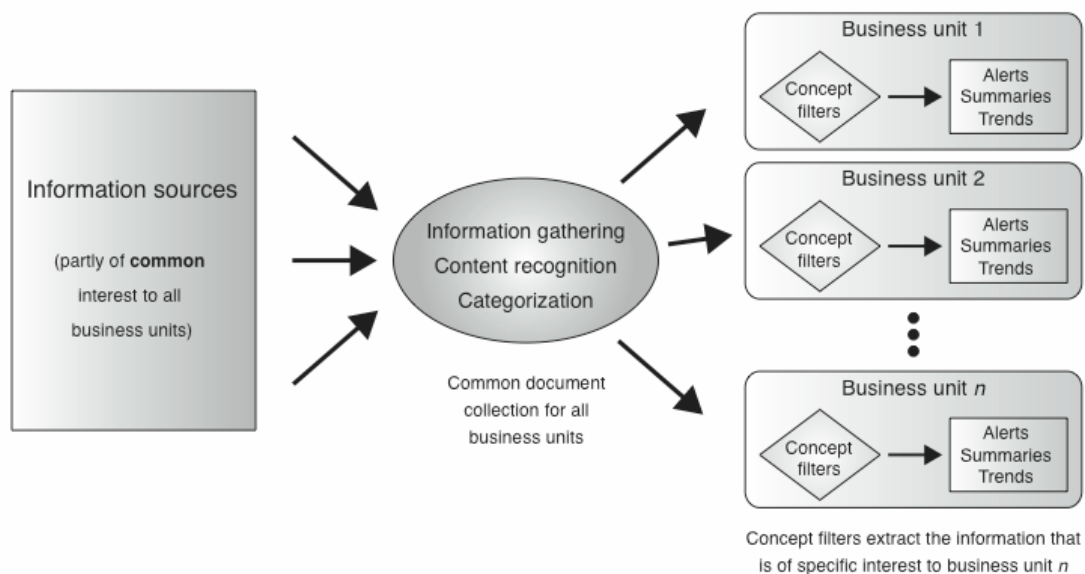 Information sources
(partly of common
interest to all
business units)
Information gathering
Content recognition
Categorization
Common document
collection for all
business units
Business unit 1
Concept
filters
Alerts
Summaries
Trends
Business unit 2
Concept
filters
Alerts
Summaries
Trends
Business unit n
Concept
filters
Alerts
Summaries
Trends
Concept filters extract the information that
is of specific interest to business unit n